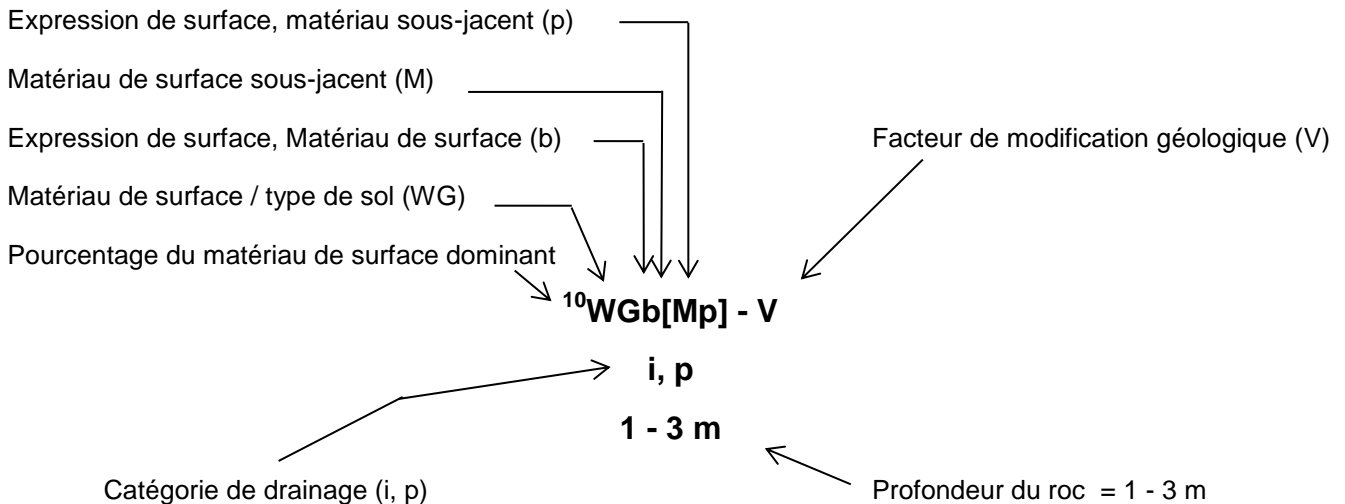 Expression de surface, matériau sous-jacent (p)
Matériau de surface sous-jacent (M)
Expression de surface, Matériau de surface (b)
Facteur de modification géologique (V)
Matériau de surface / type de sol (WG)
Pourcentage du matériau de surface dominant
¹⁰WGb[Mp] - V
i, p
1 - 3 m
Catégorie de drainage (i, p)
Profondeur du roc = 1 - 3 m